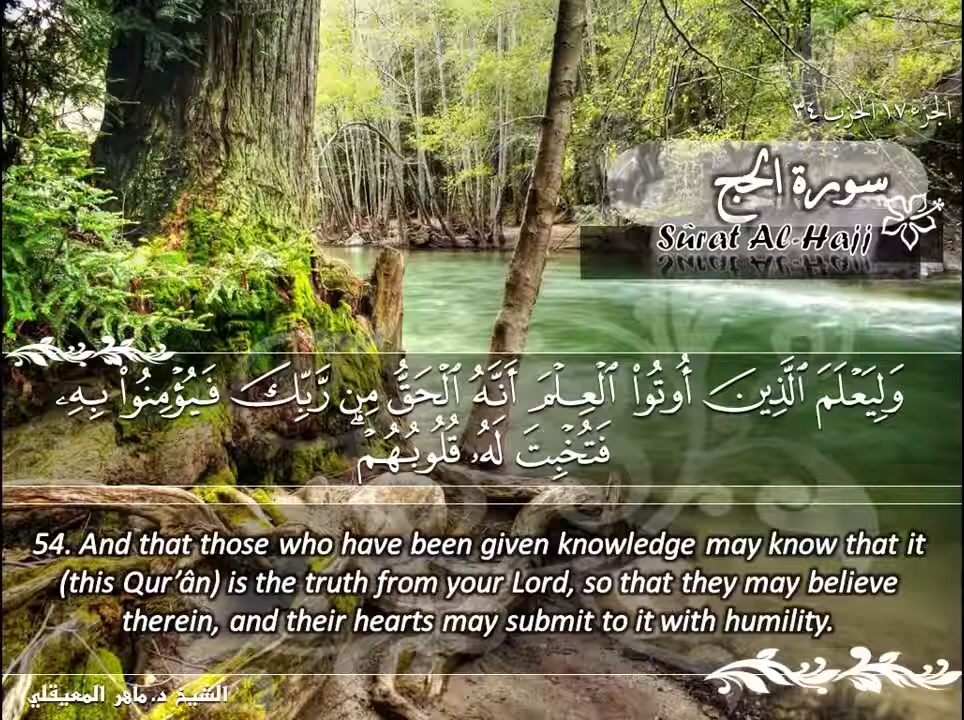 الجزء ١٧ الحزب ٣٤
سورة الحج
Sûrat Al-Hajj
وَلِيَعْلَمَ ٱلَّذِينَ أُوتُوا۟ ٱلْعِلْمَ أَنَّهُ ٱلْحَقُّ مِن رَّبِّكَ فَيُؤْمِنُوا۟ بِهِۦ
فَتُخْبِتَ لَهُۥ قُلُوبُهُمْ ۗ
54. And that those who have been given knowledge may know that it
(this Qur’ân) is the truth from your Lord, so that they may believe
therein, and their hearts may submit to it with humility.
الشيخ د. ماهر المعيقلي